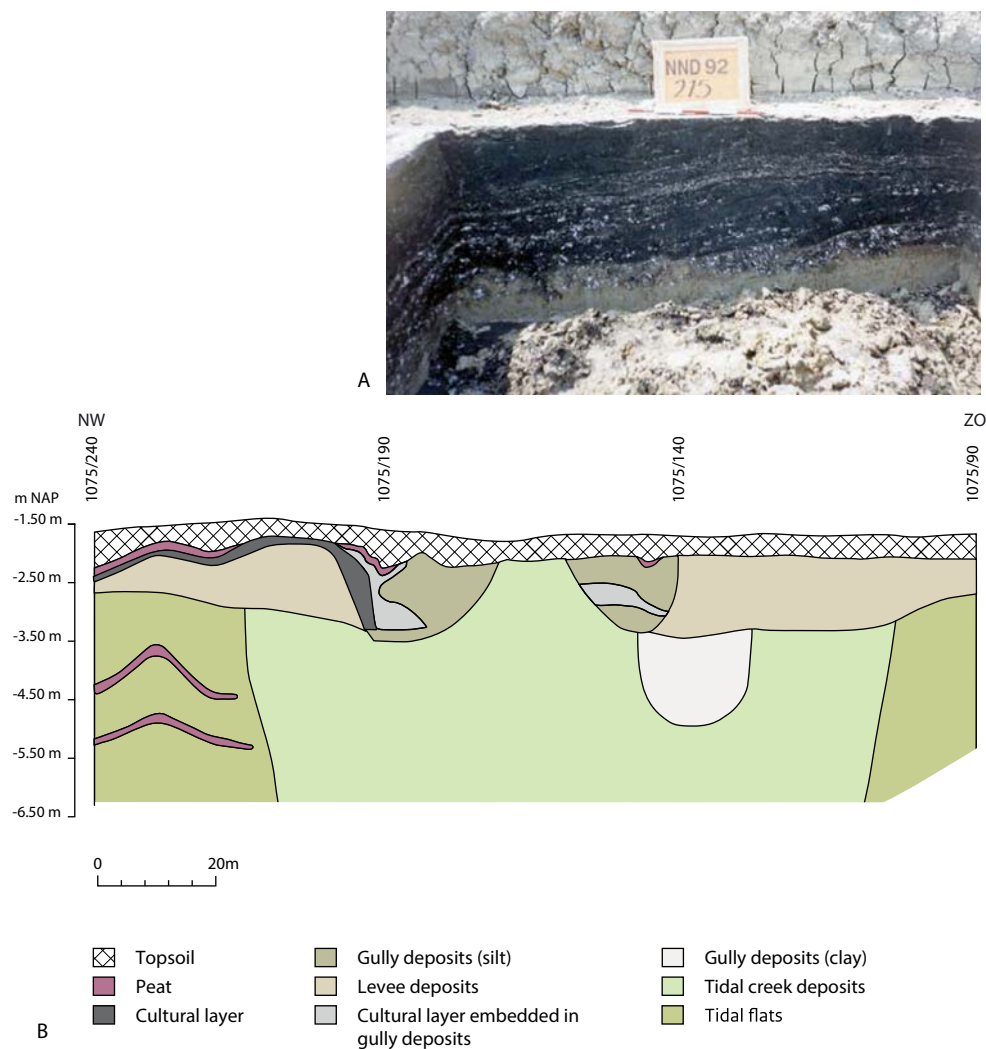 NND 92
215
A
NW
ZO
1075/240
1075/190
1075/140
1075/90
m NAP
-1.50 m
-2.50 m
-3.50 m
-4.50 m
-5.50 m
-6.50 m
0 20m
Topsoil
Peat
Cultural layer
Gully deposits (silt)
Levee deposits
Cultural layer embedded in
gully deposits
Gully deposits (clay)
Tidal creek deposits
Tidal flats
B